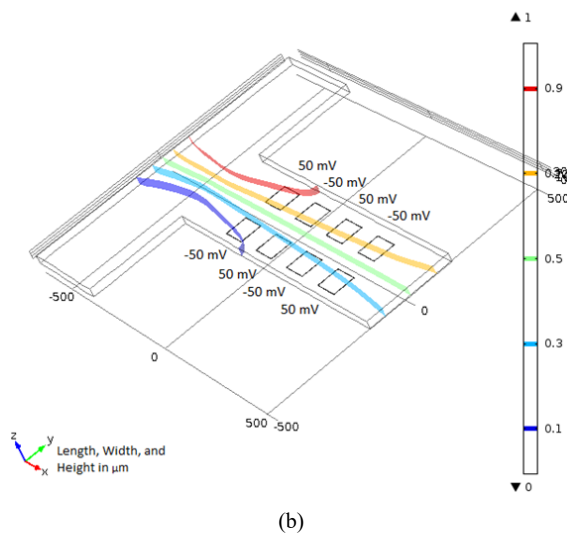 ▲ 1
0.9
0.5
0.3
0.1
▼ 0
500
50 mV
-50 mV
50 mV
-50 mV
-50 mV
50 mV
-50 mV
50 mV
0
-500
0
500
-500
z
y
x
Length, Width, and
Height in μm
(b)